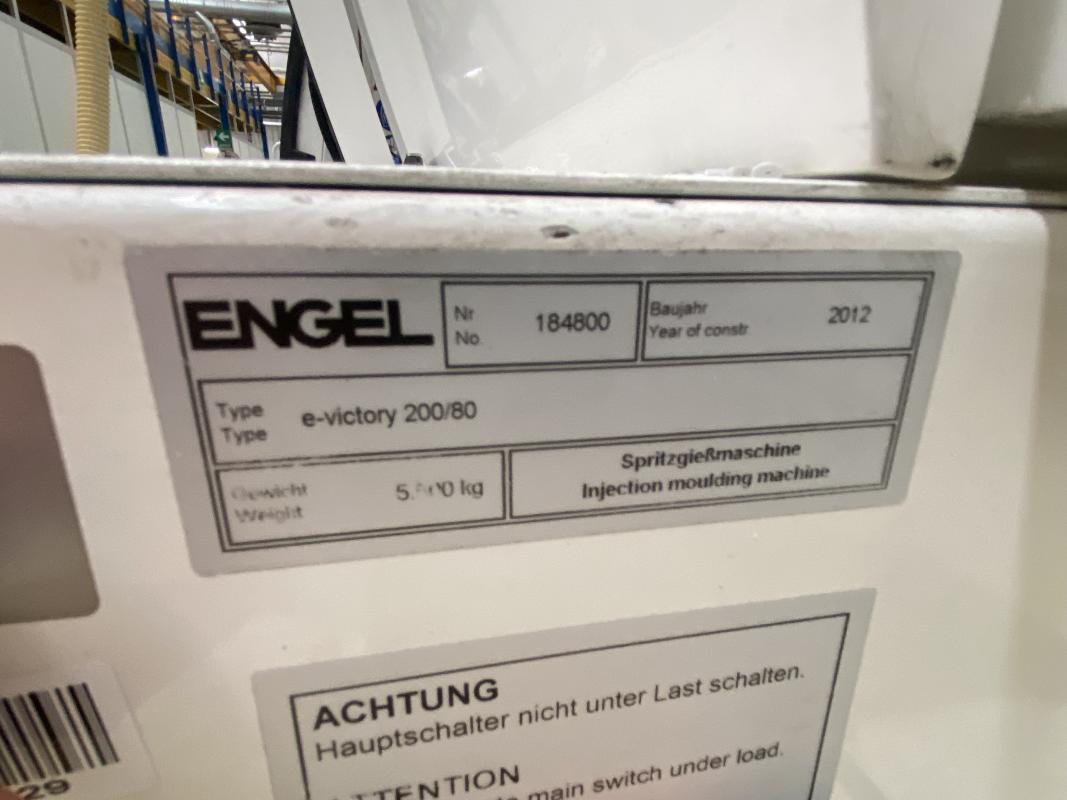 ENGEL
Nr
No.
184800
Baujahr
Year of constr
2012
Type
Type
e-victory 200/80
Gewicht
Weight
kg
Spritzgießmaschine
Injection moulding machine
ACHTUNG
Hauptschalter nicht unter Last schalten.
main switch under load.
29